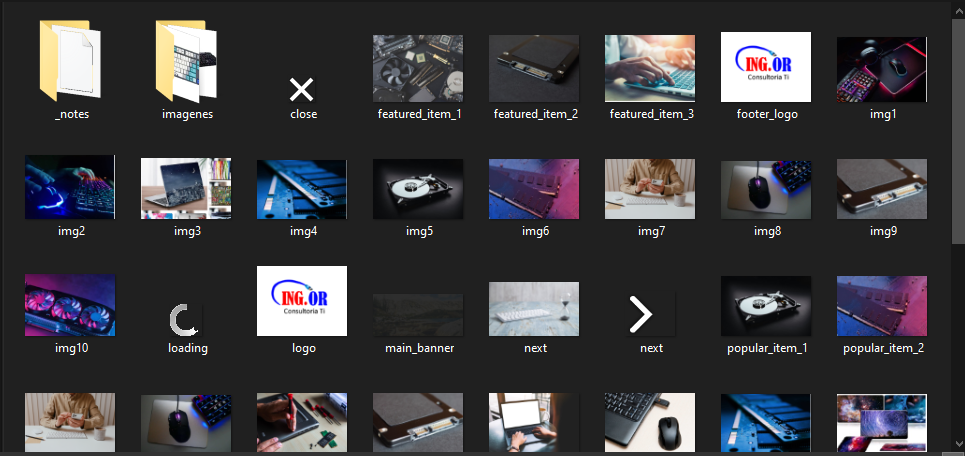 _notes
imagenes
close
featured_item_1
featured_item_2
featured_item_3
ING.OR
Consultoria Ti
footer_logo
img1
img2
img3
img4
img5
img6
img7
img8
img9
img10
loading
ING.OR
Consultoria Ti
logo
main_banner
next
next
popular_item_1
popular_item_2